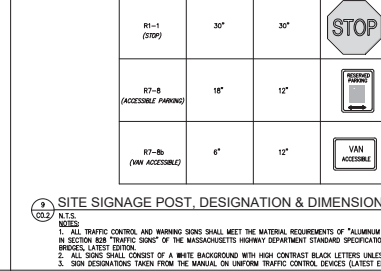 R1-1
(STOP)
30"
30"
STOP
R7-8
(ACCESSIBLE PARKING)
18"
12"
RESERVED
PARKING
R7-8b
(VAN ACCESSIBLE)
6"
12"
VAN
ACCESSIBLE
9
C0.2
SITE SIGNAGE POST, DESIGNATION & DIMENSION
N.T.S.
NOTES:
1. ALL TRAFFIC CONTROL AND WARNING SIGNS SHALL MEET THE MATERIAL REQUIREMENTS OF "ALUMINUM
IN SECTION 828 "TRAFFIC SIGNS" OF THE MASSACHUSETTS HIGHWAY DEPARTMENT STANDARD SPECIFICATIO
BRIDGES, LATEST EDITION.
2. ALL SIGNS SHALL CONSIST OF A WHITE BACKGROUND WITH HIGH CONTRAST BLACK LETTERS UNLES
3. SIGN DESIGNATIONS TAKEN FROM THE MANUAL ON UNIFORM TRAFFIC CONTROL DEVICES (LATEST E